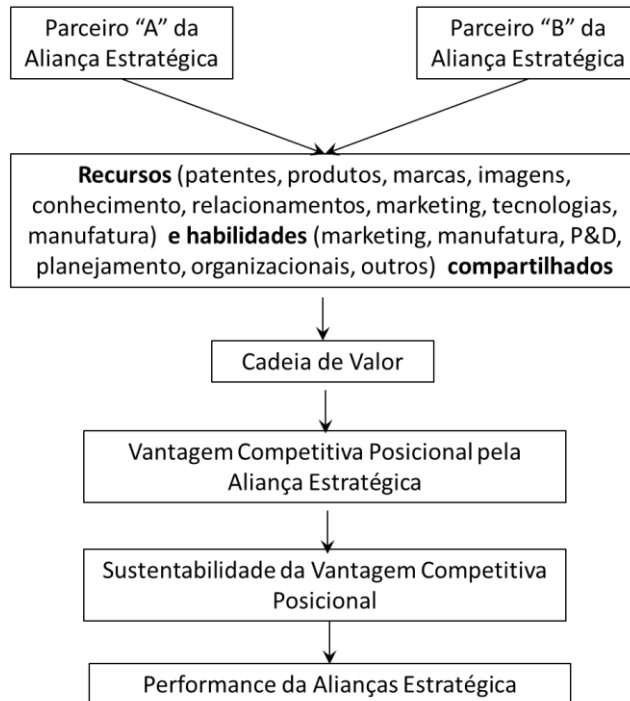 Parceiro “A” da
Aliança Estratégica
Parceiro “B” da
Aliança Estratégica
Recursos (patentes, produtos, marcas, imagens,
conhecimento, relacionamentos, marketing, tecnologias,
manufatura) e habilidades (marketing, manufatura, P&D,
planejamento, organizacionais, outros) compartilhados
Cadeia de Valor
Vantagem Competitiva Posicional pela
Aliança Estratégica
Sustentabilidade da Vantagem Competitiva
Posicional
Performance da Alianças Estratégica